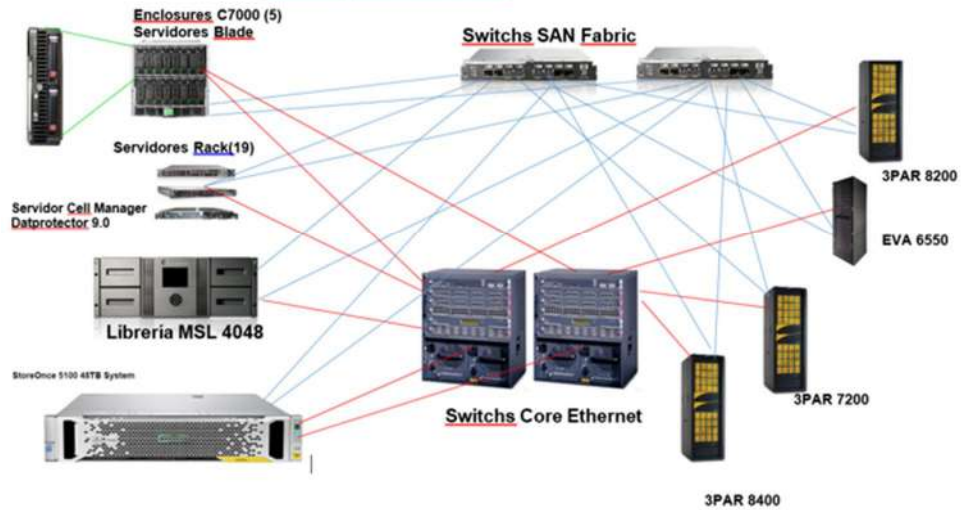 Enclosures C7000 (5)
Servidores Blade
Switchs SAN Fabric
Servidores Rack(19)
3PAR 8200
Servidor Cell Manager
Datprotector 9.0
EVA 6550
Libreria MSL 4048
StoreOnce 5100 48TB System
3PAR 7200
Switchs Core Ethernet
3PAR 8400